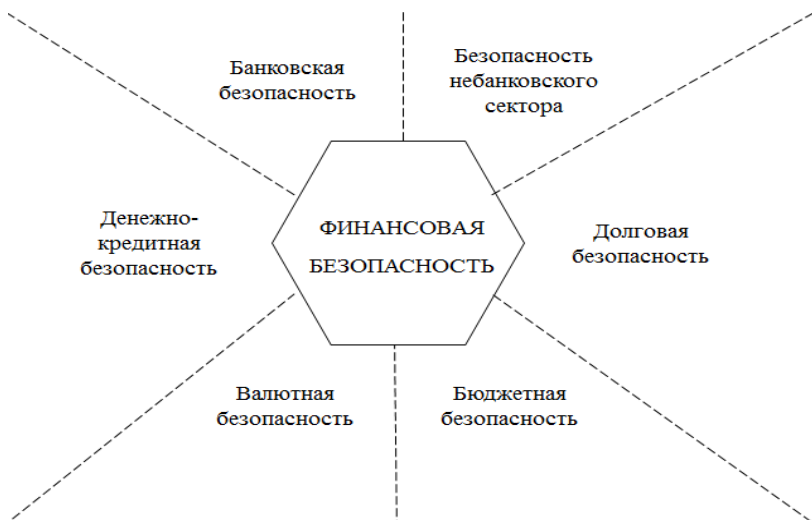 Банковская
безопасность
Безопасность
небанковского
сектора
Денежно-
кредитная
безопасность
ФИНАНСОВАЯ
БЕЗОПАСНОСТЬ
Долговая
безопасность
Валютная
безопасность
Бюджетная
безопасность